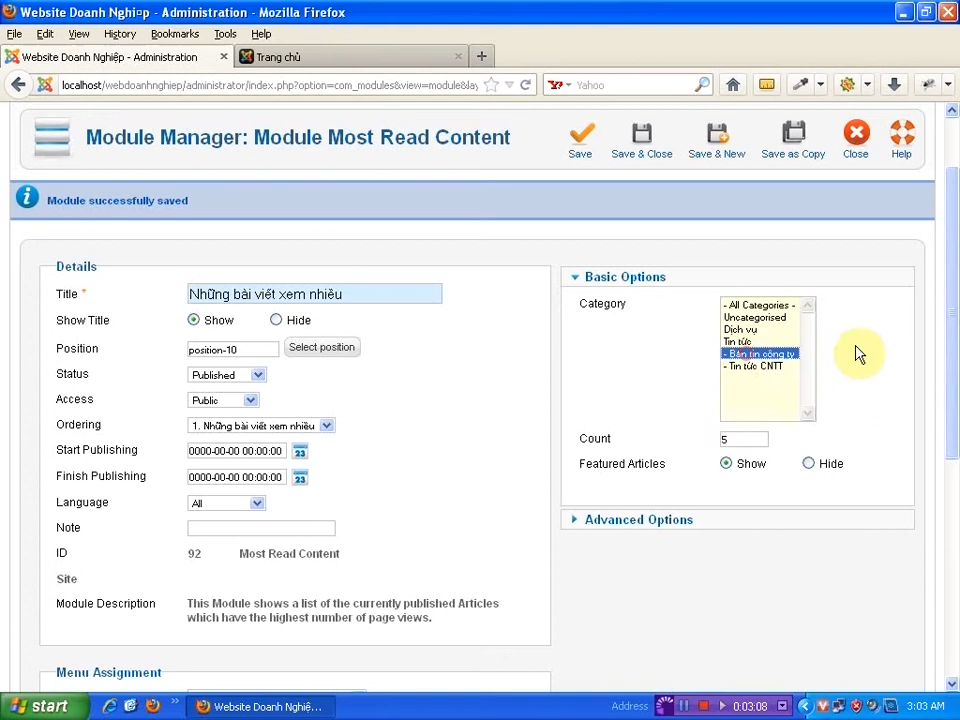 Website Doanh Nghiệp - Administration - Mozilla Firefox
File Edit View History Bookmarks Tools Help
Website Doanh Nghiệp - Administration Trang chủ
localhost/webdoanhnghiep/administrator/index.php?option=com_modules&view=module&lay Yahoo
Module Manager: Module Most Read Content
Save Save & Close Save & New Save as Copy Close Help
Module successfully saved
Details
Title * Những bài viết xem nhiều
Show Title Show Hide
Position position-10 Select position
Status Published
Access Public
Ordering 1. Những bài viết xem nhiều
Start Publishing 0000-00-00 00:00:00 23
Finish Publishing 0000-00-00 00:00:00 23
Language All
Note
ID 92 Most Read Content
Site
Module Description This Module shows a list of the currently published Articles
which have the highest number of page views.
Menu Assignment
Basic Options
Category - All Categories -
Uncategorised
Dịch vụ
Tin tức
- Bản tin công ty
- Tin tức CNTT
Count 5
Featured Articles Show Hide
Advanced Options
start Website Doanh Nghiệ... Address 0:03:08 3:03 AM